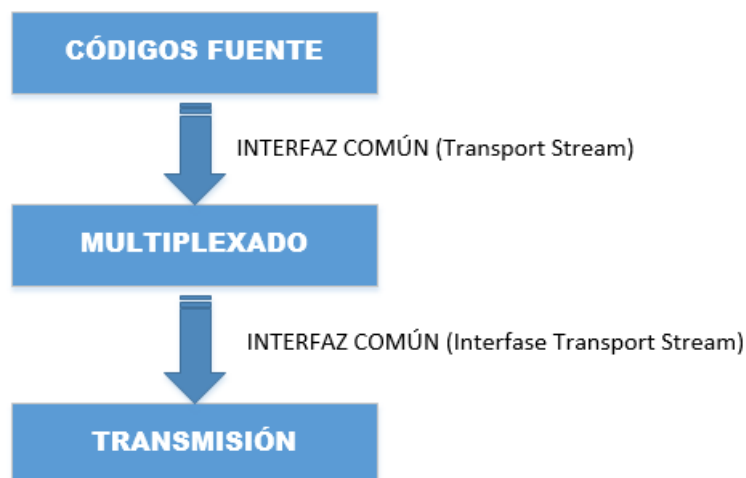 CÓDIGOS FUENTE
INTERFAZ COMÚN (Transport Stream)
MULTIPLEXADO
INTERFAZ COMÚN (Interfase Transport Stream)
TRANSMISIÓN